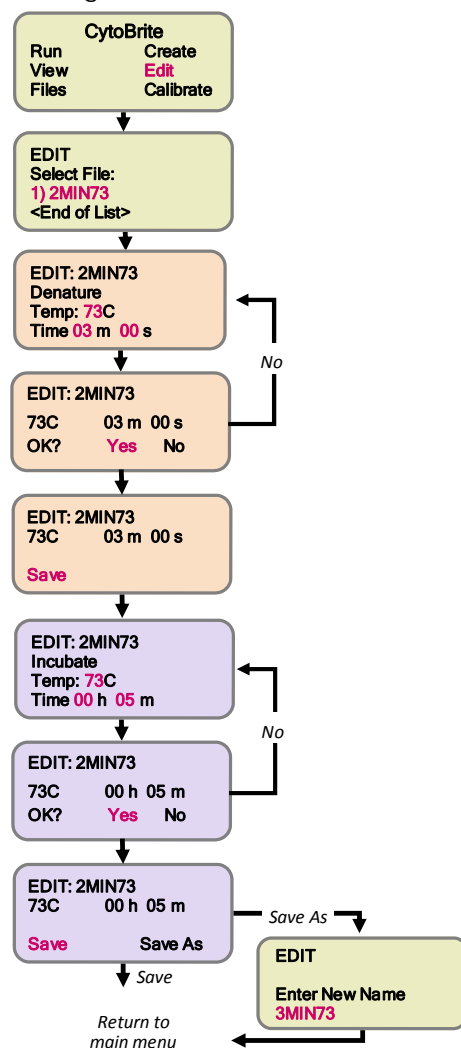 CytoBrite
Run Create
View Edit
Files Calibrate
EDIT
Select File:
1) 2MIN73
<End of List>
EDIT: 2MIN73
Denature
Temp: 73C
Time 03 m 00 s
No
EDIT: 2MIN73
73C 03 m 00 s
OK? Yes No
EDIT: 2MIN73
73C 03 m 00 s
Save
EDIT: 2MIN73
Incubate
Temp: 73C
Time 00 h 05 m
No
EDIT: 2MIN73
73C 00 h 05 m
OK? Yes No
EDIT: 2MIN73
73C 00 h 05 m
Save Save As
Save As
Save
EDIT
Enter New Name
3MIN73
Return to
main menu